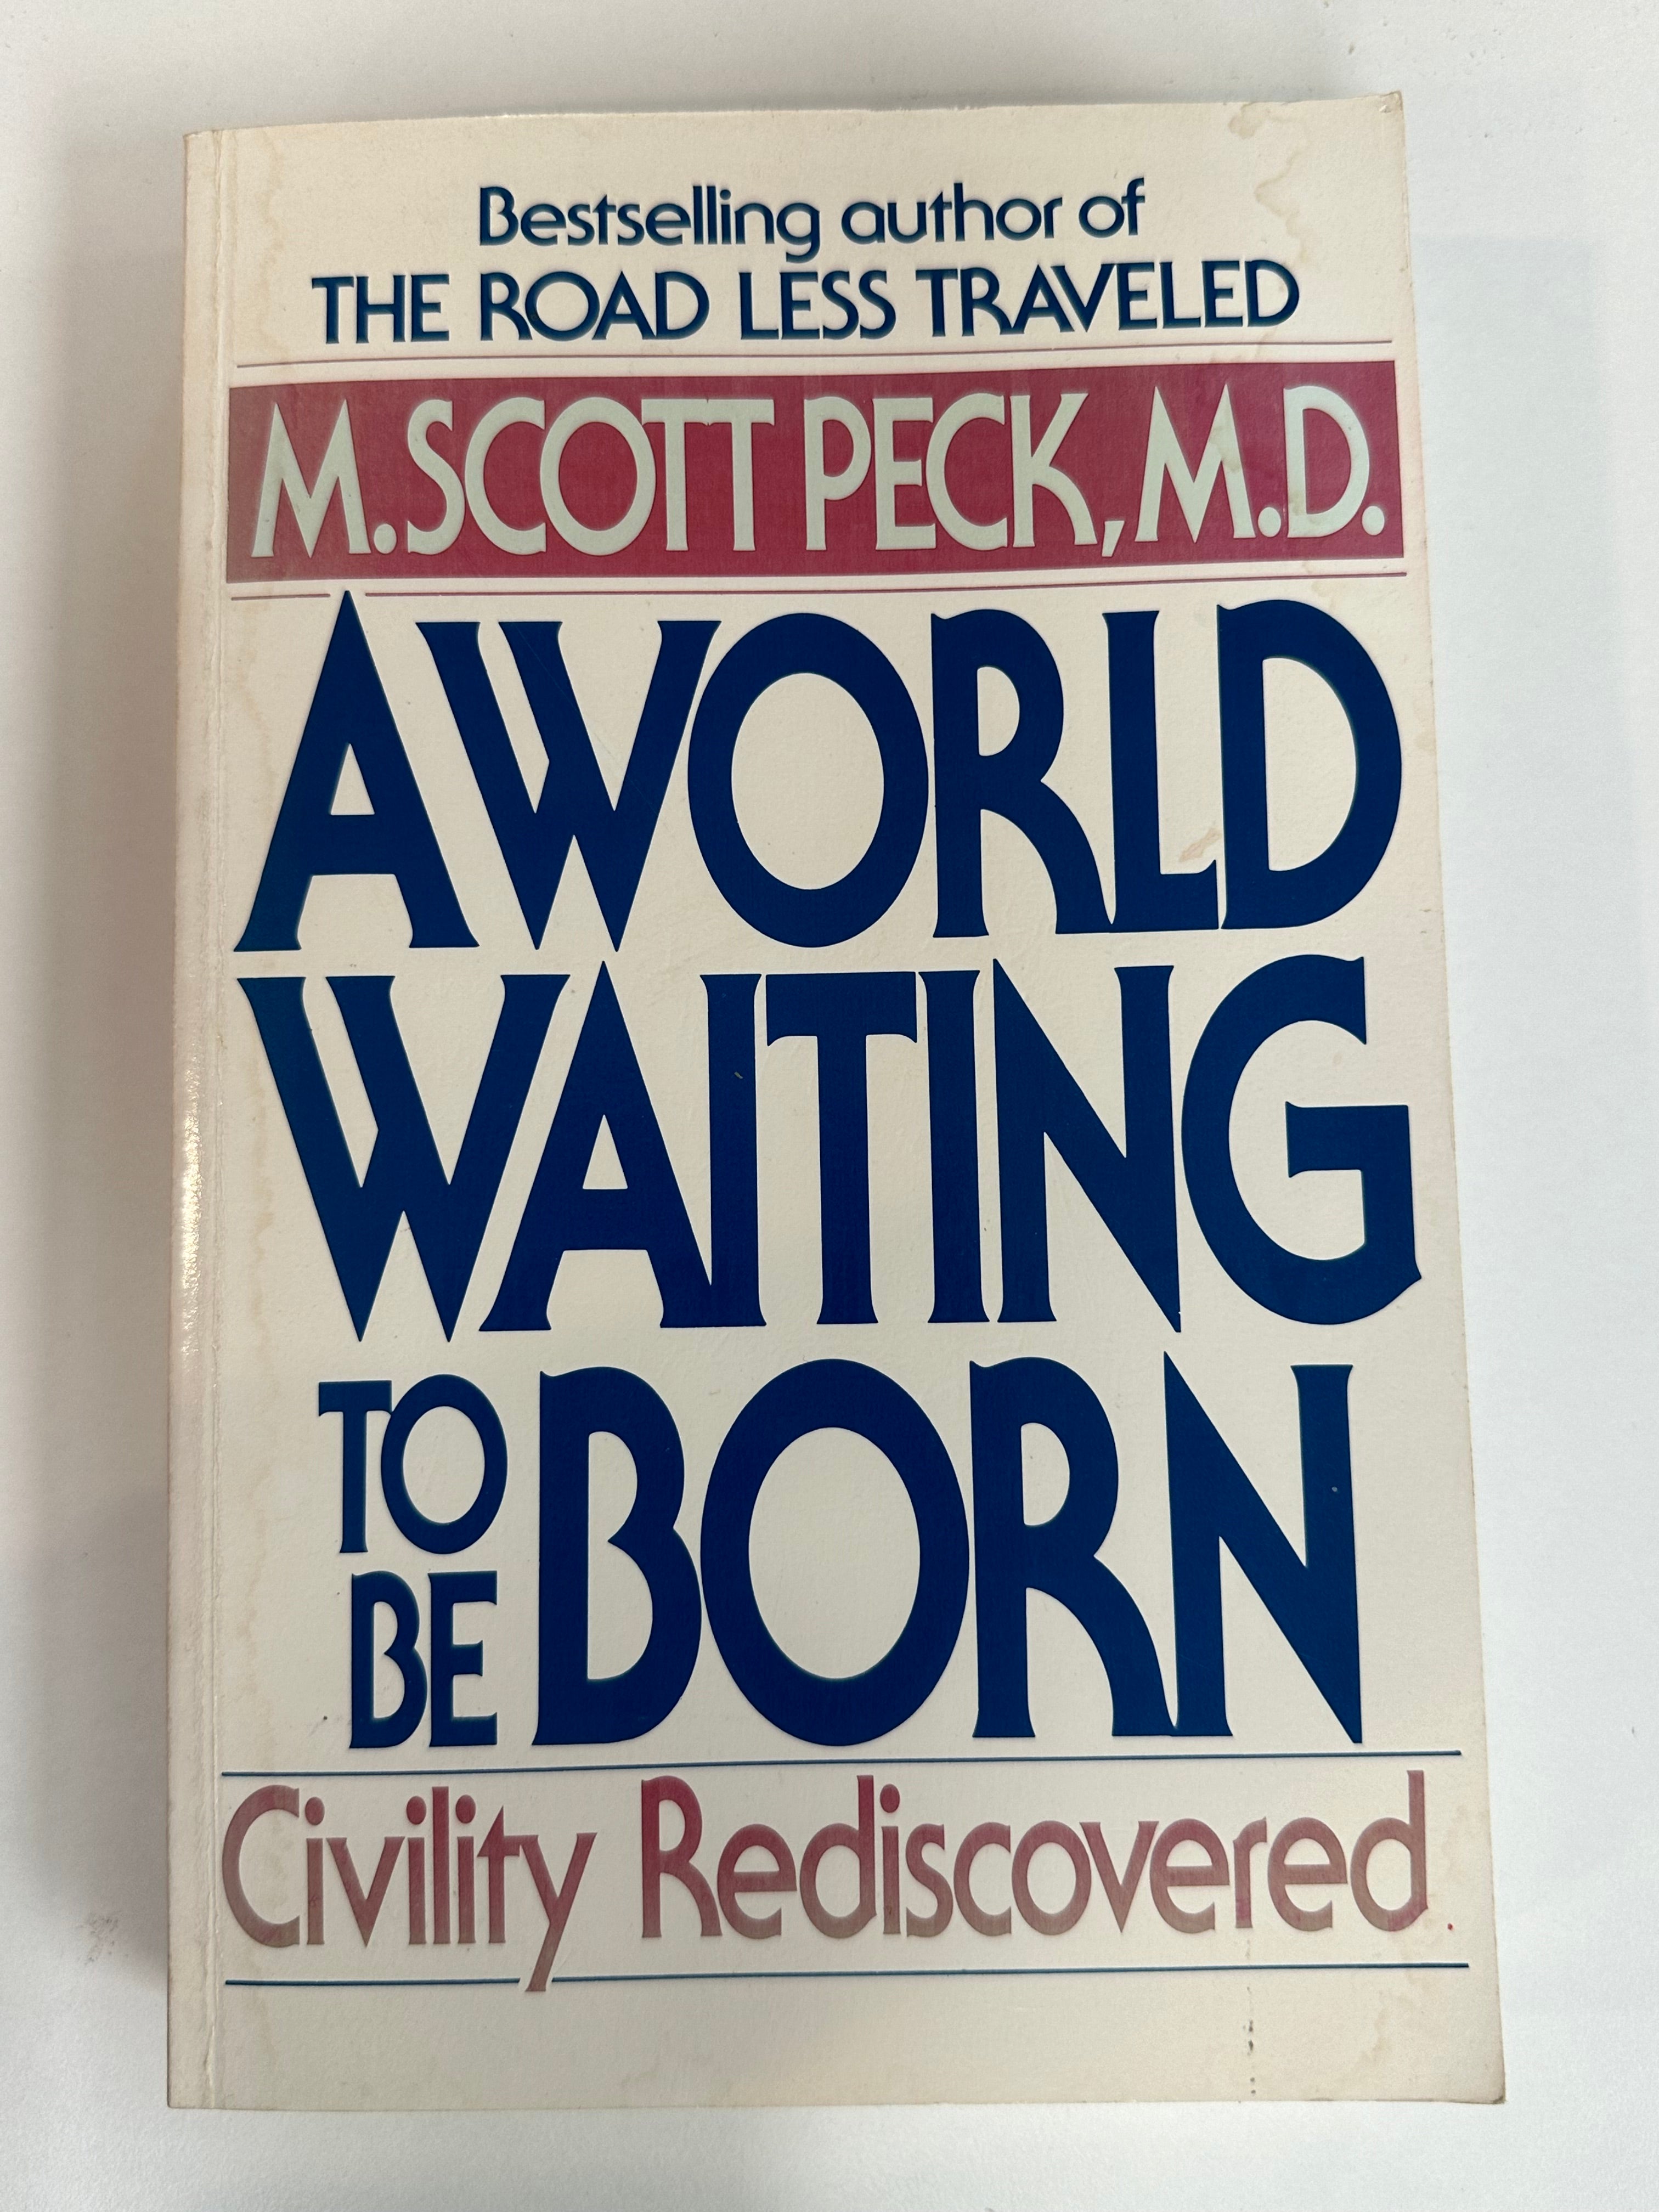 Bestselling author of
THE ROAD LESS TRAVELED
M. SCOTT PECK, M.D.
A WORLD
WAITING
TO
BE BORN
Civility Rediscovered